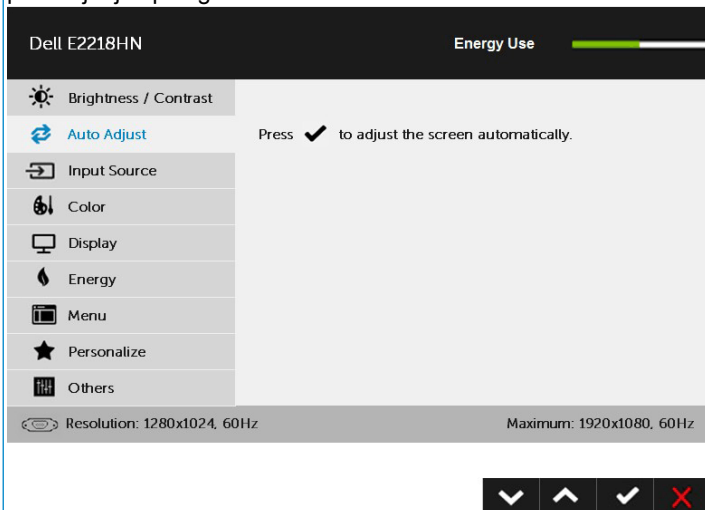 Dell E2218HN Energy Use
Brightness / Contrast
Auto Adjust Press to adjust the screen automatically.
Input Source
Color
Display
Energy
Menu
Personalize
Others
Resolution: 1280x1024, 60Hz Maximum: 1920x1080, 60Hz